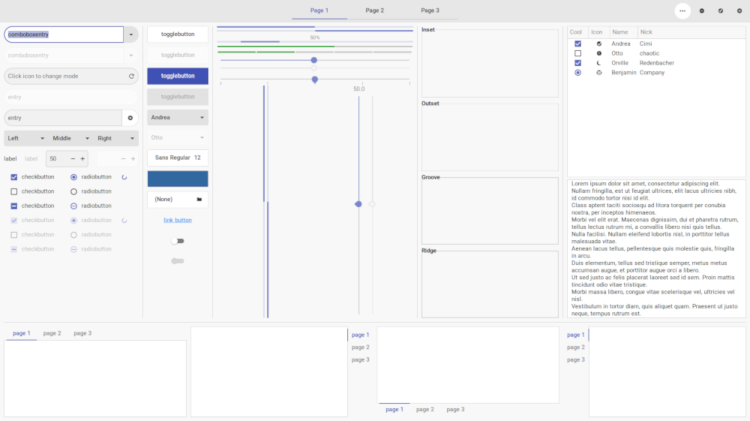 Page 1
Page 2
Page 3
comboboxentry
comboboxentry
Click icon to change mode
entry
entry
Left
Middle
Right
label
label
50
checkbutton
radiobutton
checkbutton
radiobutton
checkbutton
radiobutton
checkbutton
radiobutton
checkbutton
radiobutton
checkbutton
radiobutton
togglebutton
togglebutton
togglebutton
togglebutton
Andrea
Otto
Sans Regular 12
(None)
link button
50%
50.0
Inset
Outset
Groove
Ridge
Cool Icon Name Nick
Andrea Cimi
Otto chaotic
Orville Redenbacher
Benjamin Company
Lorem ipsum dolor sit amet, consectetur adipiscing elit.
Nullam fringilla, est ut feugiat ultrices, elit lacus ultricies nibh,
id commodo tortor nisi id elit.
Class aptent taciti sociosqu ad litora torquent per conubia
nostra, per inceptos himenaeos.
Morbi vel elit erat. Maecenas dignissim, dui et pharetra rutrum,
tellus lectus rutrum mi, a convallis libero nisi quis tellus.
Nulla facilisi. Nullam eleifend lobortis nisl, in porttitor tellus
malesuada vitae.
Aenean lacus tellus, pellentesque quis molestie quis, fringilla
in arcu.
Duis elementum, tellus sed tristique semper, metus metus
accumsan augue, et porttitor augue orci a libero.
Ut sed justo ac felis placerat laoreet sed id sem. Proin mattis
tincidunt odio vitae tristique.
Morbi massa libero, congue vitae scelerisque vel, ultricies vel
nisl.
Vestibulum in tortor diam, quis aliquet quam. Praesent ut justo
neque, tempus rutrum est.
page 1
page 2
page 3
page 1
page 2
page 3
page 1
page 2
page 3
page 1
page 2
page 3